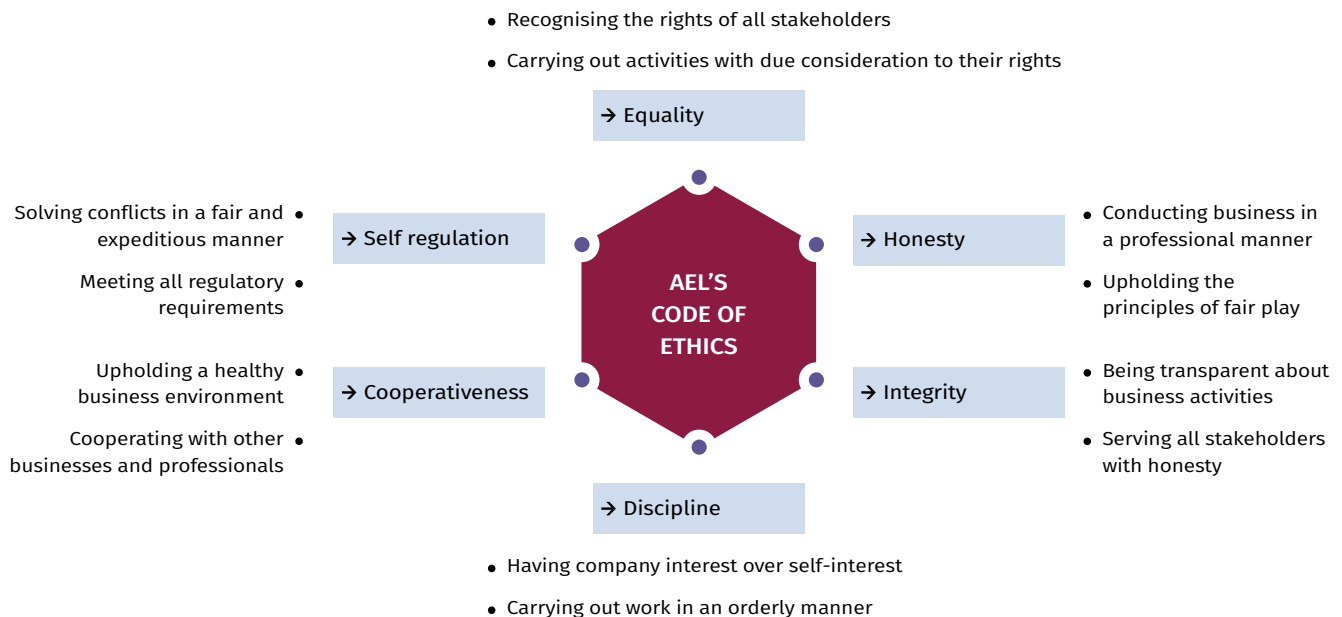 • Recognising the rights of all stakeholders
• Carrying out activities with due consideration to their rights
→ Equality
Solving conflicts in a fair and •
expeditious manner
Meeting all regulatory •
requirements
→ Self regulation
→ Honesty
• Conducting business in
a professional manner
• Upholding the
principles of fair play
AEL'S
CODE OF
ETHICS
Upholding a healthy •
business environment
Cooperating with other •
businesses and professionals
→ Cooperativeness
→ Integrity
• Being transparent about
business activities
• Serving all stakeholders
with honesty
→ Discipline
• Having company interest over self-interest
• Carrying out work in an orderly manner